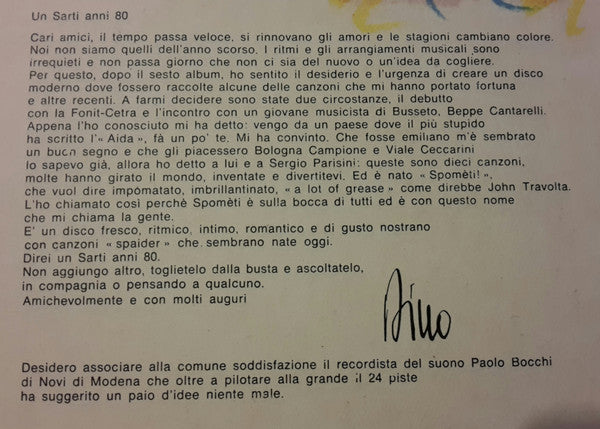 Un Sarti anni 80
Cari amici, il tempo passa veloce, si rinnovano gli amori e le stagioni cambiano colore.
Noi non siamo quelli dell'anno scorso. I ritmi e gli arrangiamenti musicali sono
irrequieti e non passa giorno che non ci sia del nuovo o un'idea da cogliere.
Per questo, dopo il sesto album, ho sentito il desiderio e l'urgenza di creare un disco
moderno dove fossero raccolte alcune delle canzoni che mi hanno portato fortuna
e altre recenti. A farmi decidere sono state due circostanze, il debutto
con la Fonit-Cetra e l'incontro con un giovane musicista di Busseto, Beppe Cantarelli.
Appena l'ho conosciuto mi ha detto: vengo da un paese dove il più stupido
ha scritto l'« Aida », fà un po' te. Mi ha convinto. Che fosse emiliano m'è sembrato
un buon segno e che gli piacessero Bologna Campione e Viale Ceccarini
lo sapevo già, allora ho detto a lui e a Sergio Parisini: queste sono dieci canzoni,
molte hanno girato il mondo, inventate e divertitevi. Ed è nato « Spomèti! »,
che vuol dire impomatato, imbrillantinato, « a lot of grease » come direbbe John Travolta.
L'ho chiamato così perchè Spomèti è sulla bocca di tutti ed è con questo nome
che mi chiama la gente.
E' un disco fresco, ritmico, intimo, romantico e di gusto nostrano
con canzoni « spaider » che sembrano nate oggi.
Direi un Sarti anni 80.
Non aggiungo altro, toglietelo dalla busta e ascoltatelo,
in compagnia o pensando a qualcuno.
Amichevolmente e con molti auguri
Dino
Desidero associare alla comune soddisfazione il recordista del suono Paolo Bocchi
di Novi di Modena che oltre a pilotare alla grande il 24 piste
ha suggerito un paio d'idee niente male.